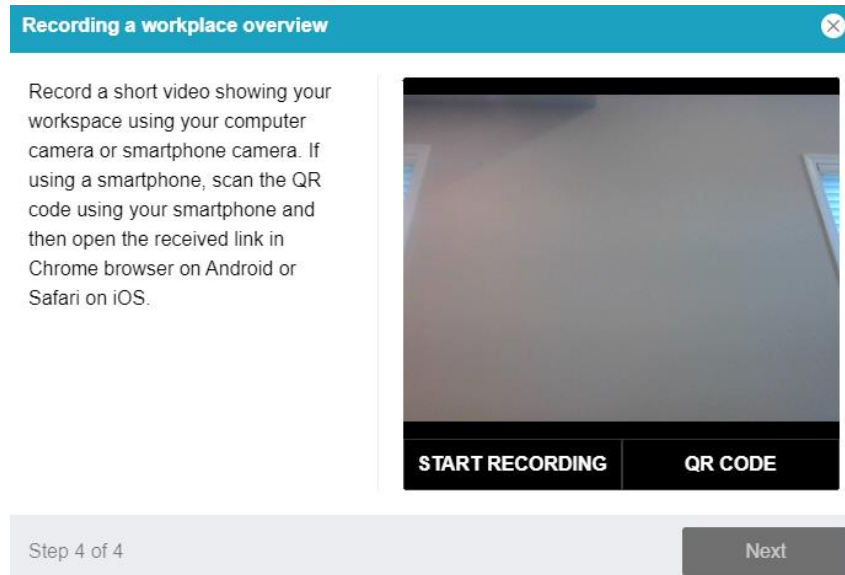 Recording a workplace overview
Record a short video showing your
workspace using your computer
camera or smartphone camera. If
using a smartphone, scan the QR
code using your smartphone and
then open the received link in
Chrome browser on Android or
Safari on iOS.
START RECORDING
QR CODE
Step 4 of 4
Next